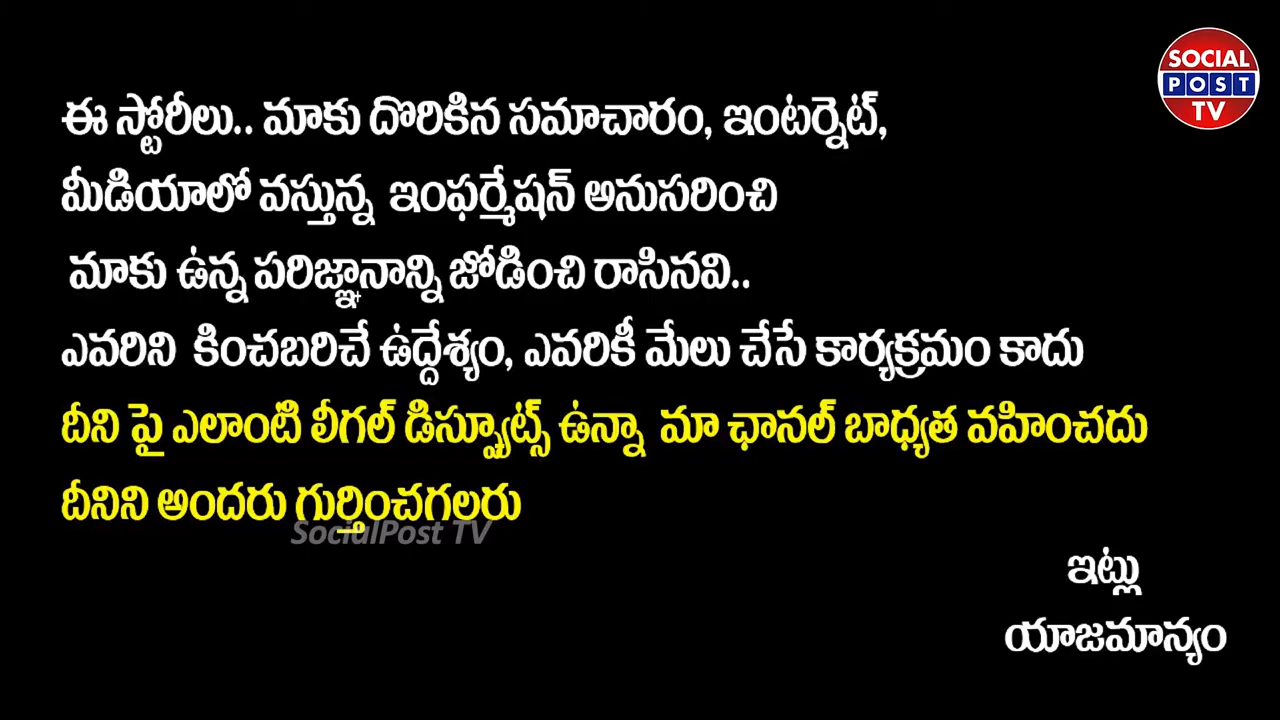 SOCIAL
POST
TV
ఈ స్టోరీలు.. మాకు దొరికిన సమాచారం, ఇంటర్నెట్,
మీడియాలో వస్తున్న ఇంఫర్మేషన్ అనుసరించి
మాకు ఉన్న పరిజ్ఞానాన్ని జోడించి రాసినవి..
ఎవరిని కించబరిచే ఉద్దేశ్యం, ఎవరికీ మేలు చేసే కార్యక్రమం కాదు
దీని పై ఎలాంటి లీగల్ డిస్ప్యూట్స్ ఉన్నా మా ఛానల్ బాధ్యత వహించదు
దీనిని అందరు గుర్తించగలరు
SocialPost TV
ఇట్లు
యాజమాన్యం